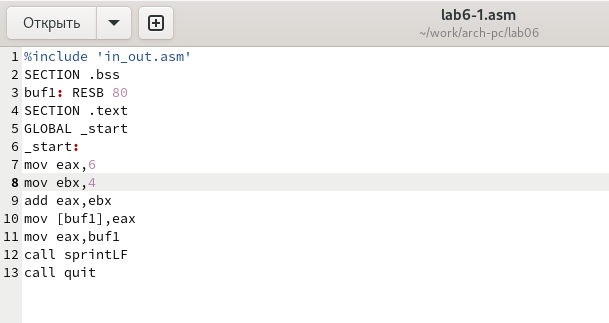 Открыть
lab6-1.asm
~/work/arch-pc/lab06
1 %include 'in_out.asm'
2 SECTION .bss
3 buf1: RESB 80
4 SECTION .text
5 GLOBAL _start
6 _start:
7 mov eax,6
8 mov ebx,4
9 add eax,ebx
10 mov [buf1],eax
11 mov eax,buf1
12 call sprintLF
13 call quit